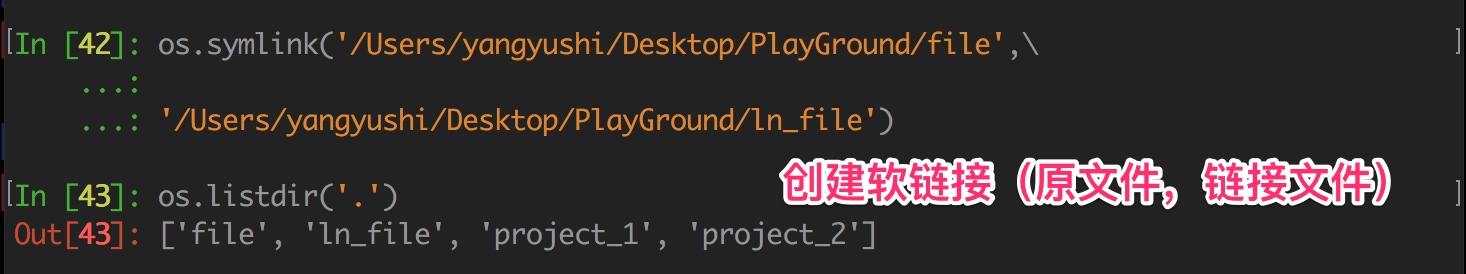 In [42]: os.symlink('/Users/yangyushi/Desktop/PlayGround/file',\
...:
...: '/Users/yangyushi/Desktop/PlayGround/ln_file')
创建软链接（原文件，链接文件）
In [43]: os.listdir('.')
Out[43]: ['file', 'ln_file', 'project_1', 'project_2']